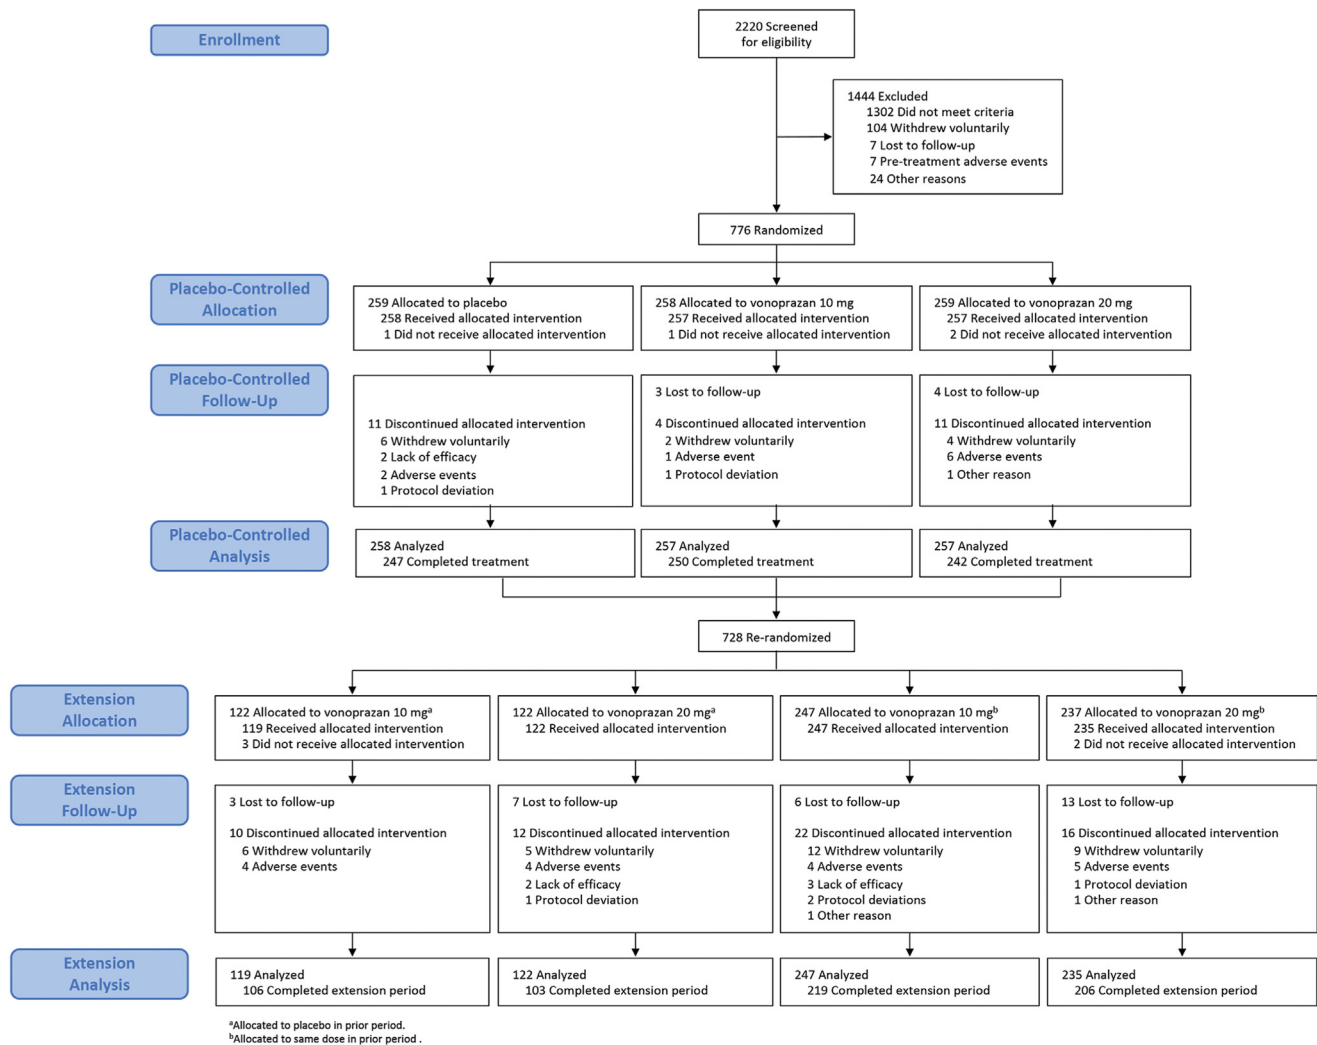 Enrollment
2220 Screened
for eligibility
1444 Excluded
1302 Did not meet criteria
104 Withdrew voluntarily
7 Lost to follow-up
7 Pre-treatment adverse events
24 Other reasons
776 Randomized
Placebo-Controlled
Allocation
259 Allocated to placebo
258 Received allocated intervention
1 Did not receive allocated intervention
258 Allocated to vonoprazan 10 mg
257 Received allocated intervention
1 Did not receive allocated intervention
259 Allocated to vonoprazan 20 mg
257 Received allocated intervention
2 Did not receive allocated intervention
Placebo-Controlled
Follow-Up
11 Discontinued allocated intervention
6 Withdrew voluntarily
2 Lack of efficacy
2 Adverse events
1 Protocol deviation
3 Lost to follow-up
4 Discontinued allocated intervention
2 Withdrew voluntarily
1 Adverse event
1 Protocol deviation
4 Lost to follow-up
11 Discontinued allocated intervention
4 Withdrew voluntarily
6 Adverse events
1 Other reason
Placebo-Controlled
Analysis
258 Analyzed
247 Completed treatment
257 Analyzed
250 Completed treatment
257 Analyzed
242 Completed treatment
728 Re-randomized
Extension
Allocation
122 Allocated to vonoprazan 10 mgᵃ
119 Received allocated intervention
3 Did not receive allocated intervention
122 Allocated to vonoprazan 20 mgᵃ
122 Received allocated intervention
247 Allocated to vonoprazan 10 mgᵇ
247 Received allocated intervention
237 Allocated to vonoprazan 20 mgᵇ
235 Received allocated intervention
2 Did not receive allocated intervention
Extension
Follow-Up
3 Lost to follow-up
10 Discontinued allocated intervention
6 Withdrew voluntarily
4 Adverse events
7 Lost to follow-up
12 Discontinued allocated intervention
5 Withdrew voluntarily
4 Adverse events
2 Lack of efficacy
1 Protocol deviation
6 Lost to follow-up
22 Discontinued allocated intervention
12 Withdrew voluntarily
4 Adverse events
3 Lack of efficacy
2 Protocol deviations
1 Other reason
13 Lost to follow-up
16 Discontinued allocated intervention
9 Withdrew voluntarily
5 Adverse events
1 Protocol deviation
1 Other reason
Extension
Analysis
119 Analyzed
106 Completed extension period
122 Analyzed
103 Completed extension period
247 Analyzed
219 Completed extension period
235 Analyzed
206 Completed extension period
ᵃAllocated to placebo in prior period.
ᵇAllocated to same dose in prior period .